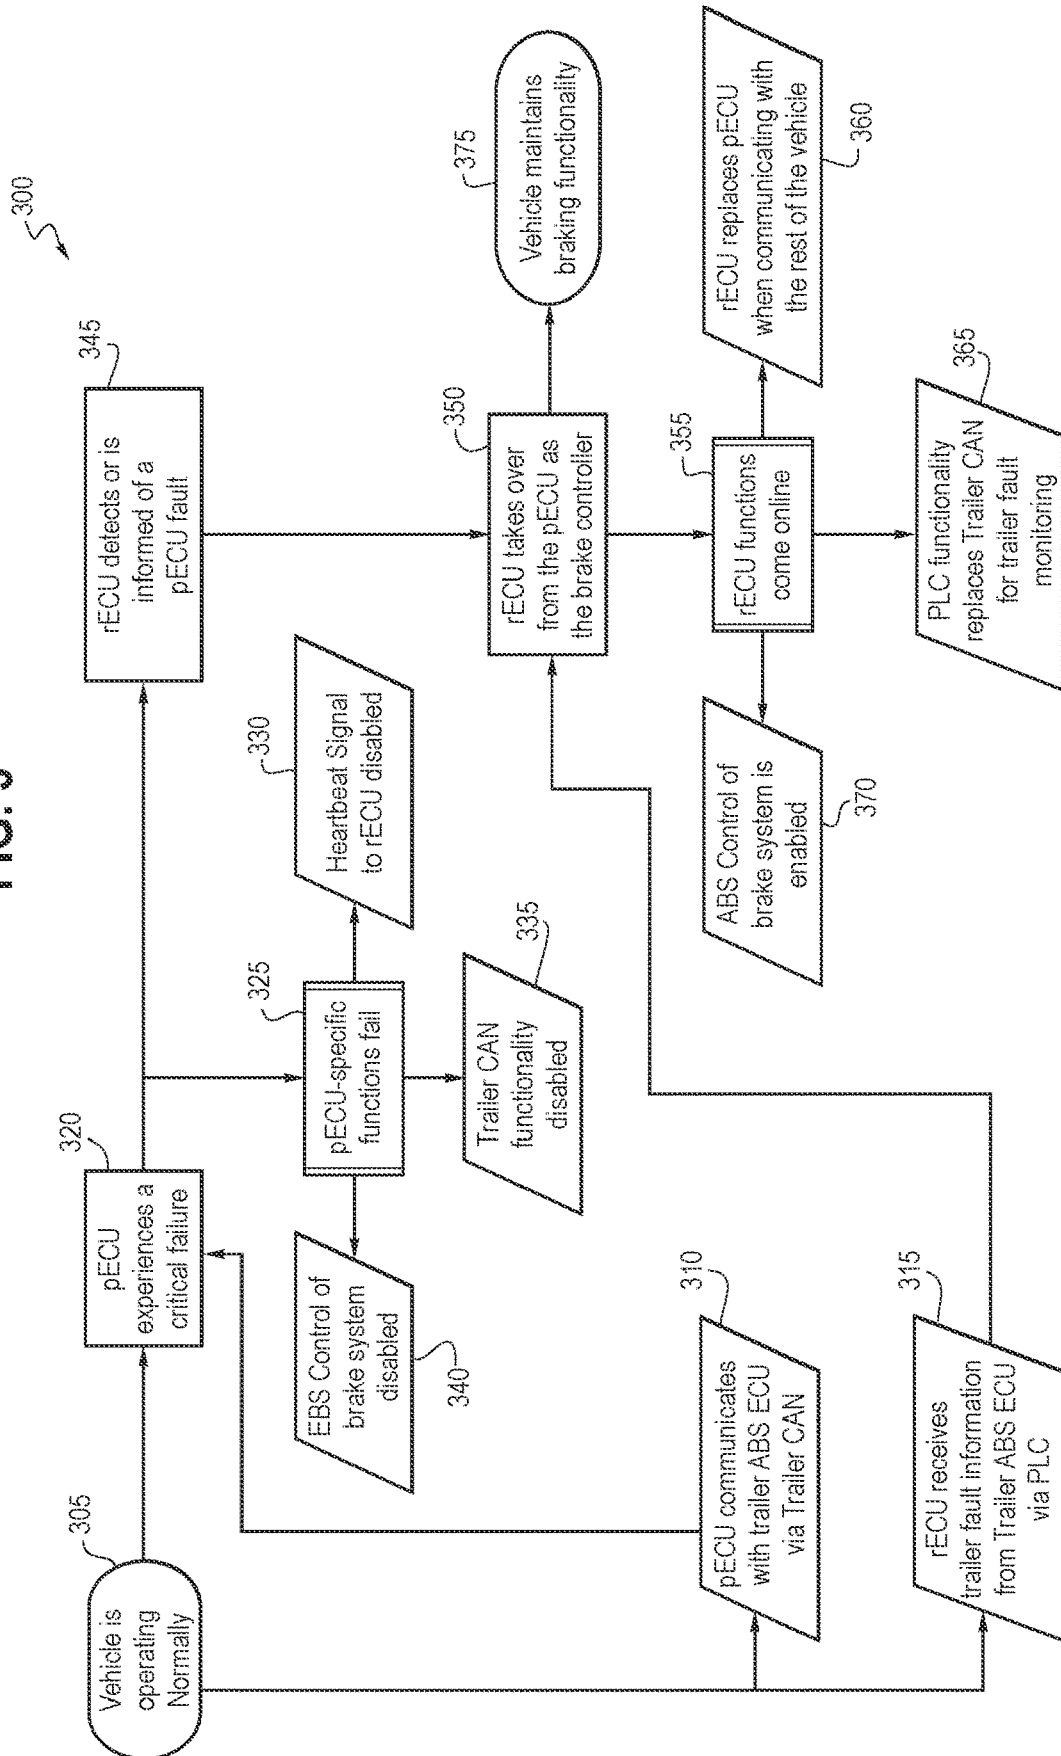 FIG. 3
300
305
Vehicle is
operating
Normally
320
pECU
experiences a
critical failure
345
rECU detects or is
informed of a
pECU fault
325
pECU-specific
functions fail
330
Heartbeat Signal
to rECU disabled
335
Trailer CAN
functionality
disabled
EBS Control of
brake system
disabled
340
350
rECU takes over
from the pECU as
the brake controller
375
Vehicle maintains
braking functionality
355
rECU functions
come online
rECU replaces pECU
when communicating with
the rest of the vehicle
360
ABS Control of
brake system is
enabled
370
365
PLC functionality
replaces Trailer CAN
for trailer fault
monitoring
310
pECU communicates
with trailer ABS ECU
via Trailer CAN
315
rECU receives
trailer fault information
from Trailer ABS ECU
via PLC